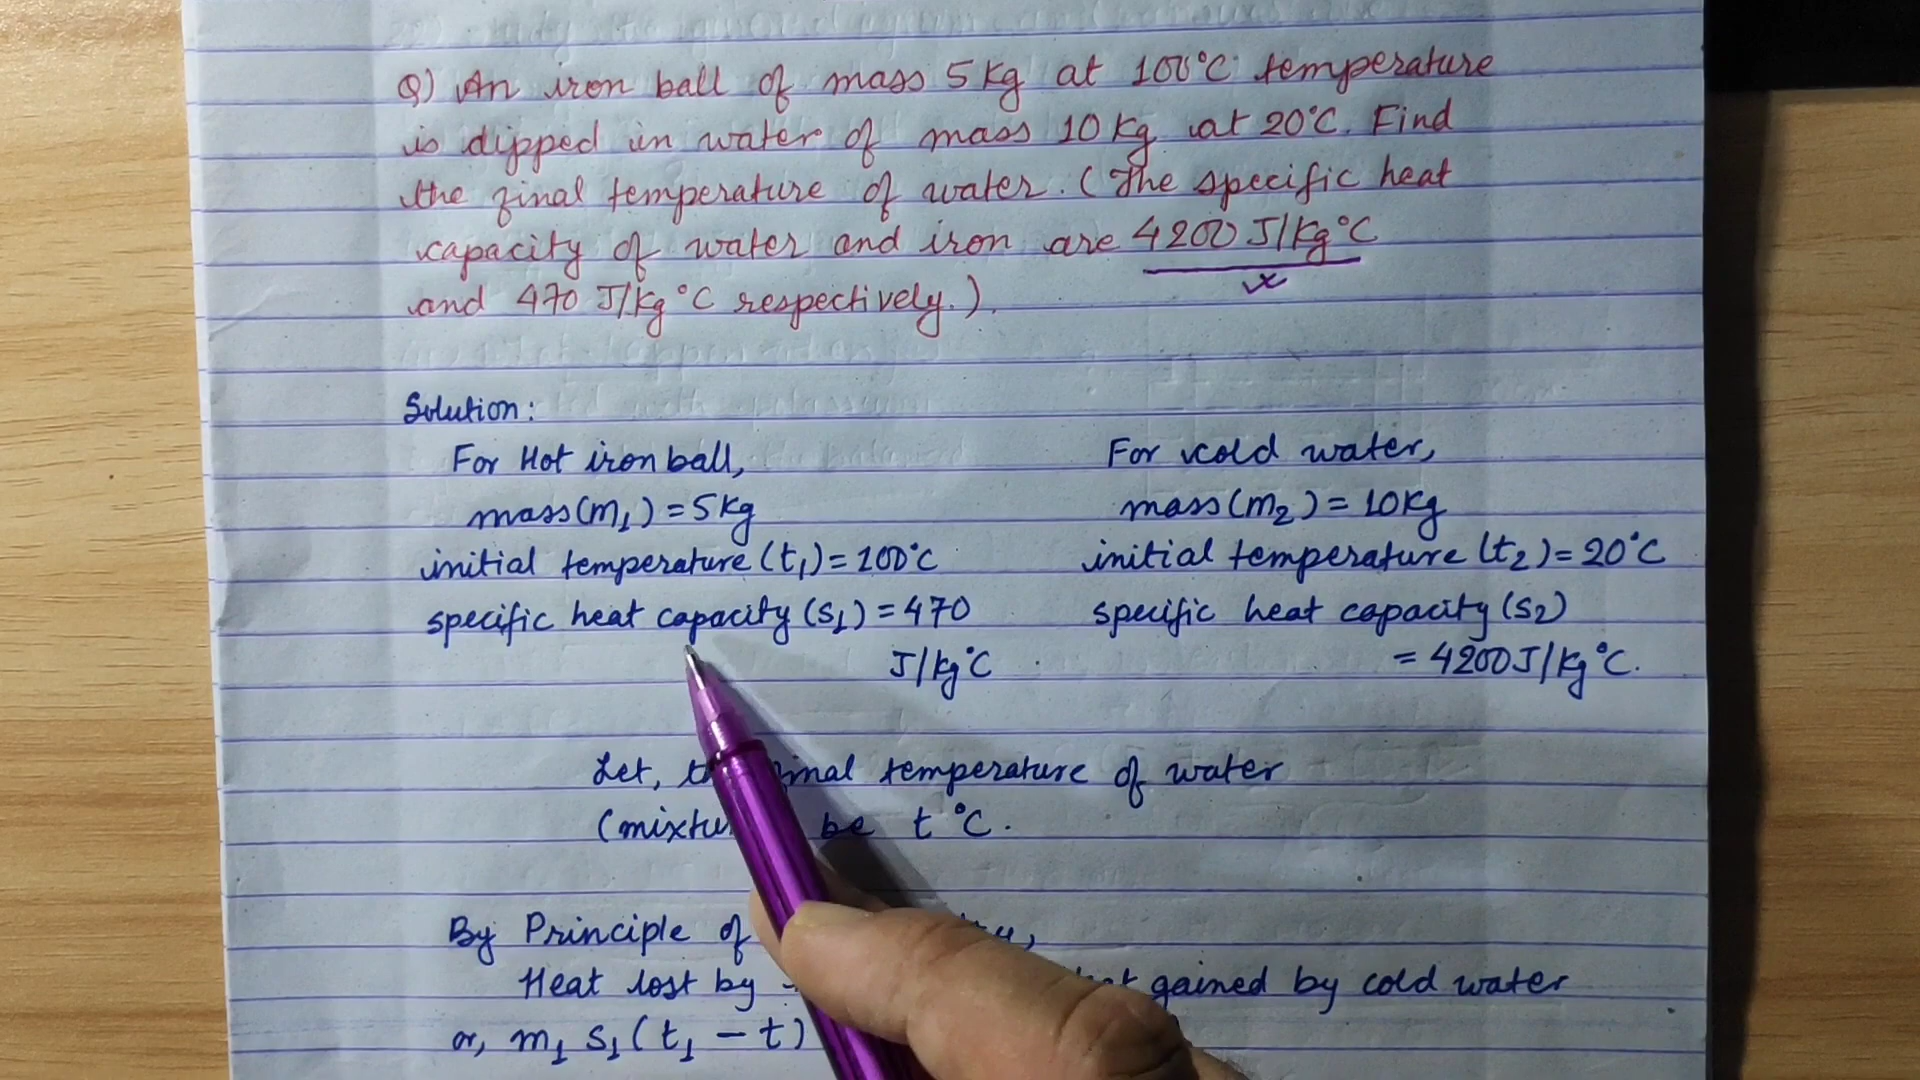 Q) An iron ball of mass 5 Kg at 100°C temperature
is dipped in water of mass 10 Kg at 20°C. Find
the final temperature of water. (The specific heat
capacity of water and iron are 4200 J/Kg°C
and 470 J/Kg°C respectively.).
Solution:
For Hot iron ball,
mass(m₁) = 5 Kg
initial temperature (t₁) = 100°C
specific heat capacity (s₁) = 470
J/Kg°C
For cold water,
mass (m₂) = 10 Kg
initial temperature (t₂) = 20°C
specific heat capacity (s₂)
= 4200 J/Kg°C.
Let, final temperature of water
(mixtu be t °C.
By Principle of
Heat lost by gained by cold water
or, m₁ s₁ (t₁ - t)